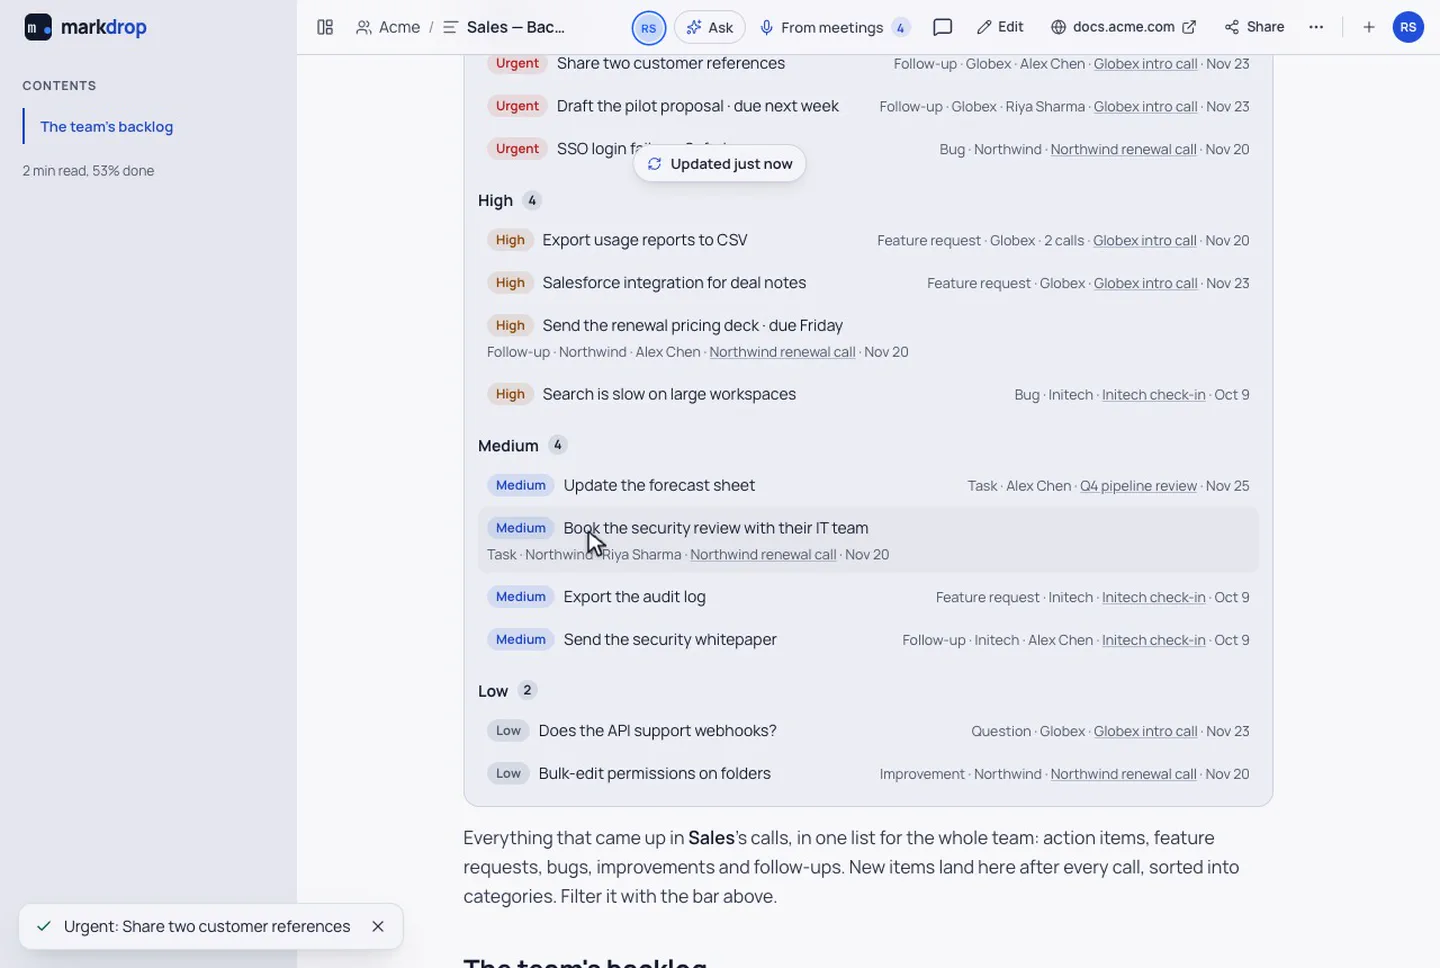 markdrop
CONTENTS
The team's backlog
2 min read, 53% done
Acme / Sales – Bac...
RS
Ask
From meetings 4
Edit
docs.acme.com
Share
RS
Urgent Share two customer references Follow-up · Globex · Alex Chen · Globex intro call · Nov 23
Urgent Draft the pilot proposal · due next week Follow-up · Globex · Riya Sharma · Globex intro call · Nov 23
Urgent SSO login Bug · Northwind · Northwind renewal call · Nov 20
Updated just now
High 4
High Export usage reports to CSV Feature request · Globex · 2 calls · Globex intro call · Nov 20
High Salesforce integration for deal notes Feature request · Globex · Globex intro call · Nov 23
High Send the renewal pricing deck · due Friday
Follow-up · Northwind · Alex Chen · Northwind renewal call · Nov 20
High Search is slow on large workspaces Bug · Initech · Initech check-in · Oct 9
Medium 4
Medium Update the forecast sheet Task · Alex Chen · Q4 pipeline review · Nov 25
Medium Book the security review with their IT team
Task · Northwind · Riya Sharma · Northwind renewal call · Nov 20
Medium Export the audit log Feature request · Initech · Initech check-in · Oct 9
Medium Send the security whitepaper Follow-up · Initech · Alex Chen · Initech check-in · Oct 9
Low 2
Low Does the API support webhooks? Question · Globex · Globex intro call · Nov 23
Low Bulk-edit permissions on folders Improvement · Northwind · Northwind renewal call · Nov 20
Everything that came up in Sales's calls, in one list for the whole team: action items, feature
requests, bugs, improvements and follow-ups. New items land here after every call, sorted into
categories. Filter it with the bar above.
Urgent: Share two customer references
The team's backlog